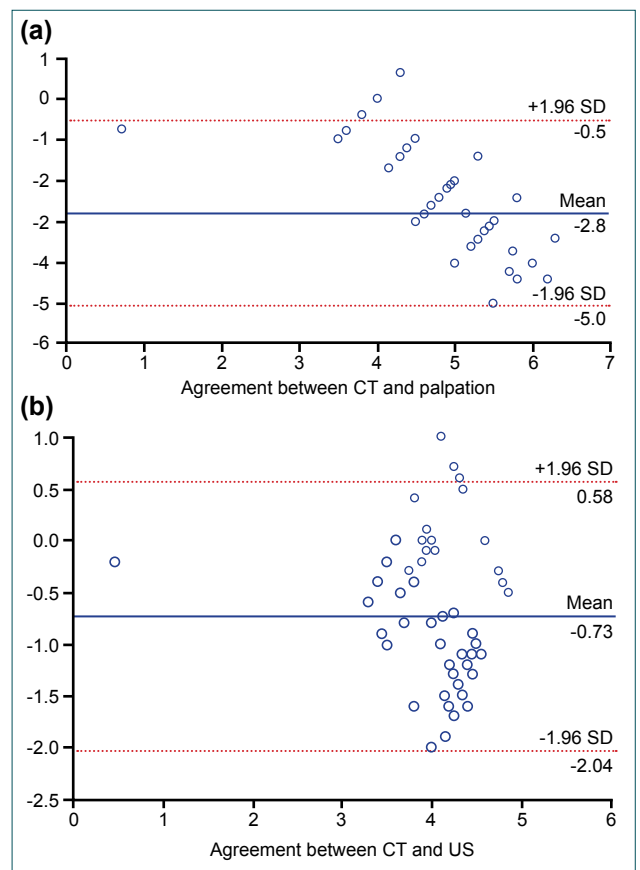 (a)
1
0
-1
-2
-2
-4
-5
-6
+1.96 SD
-0.5
Mean
-2.8
-1.96 SD
-5.0
0 1 2 3 4 5 6 7
Agreement between CT and palpation
(b)
1.0
0.5
0.0
-0.5
-1.0
-1.5
-2.0
-2.5
+1.96 SD
0.58
Mean
-0.73
-1.96 SD
-2.04
0 1 2 3 4 5 6
Agreement between CT and US